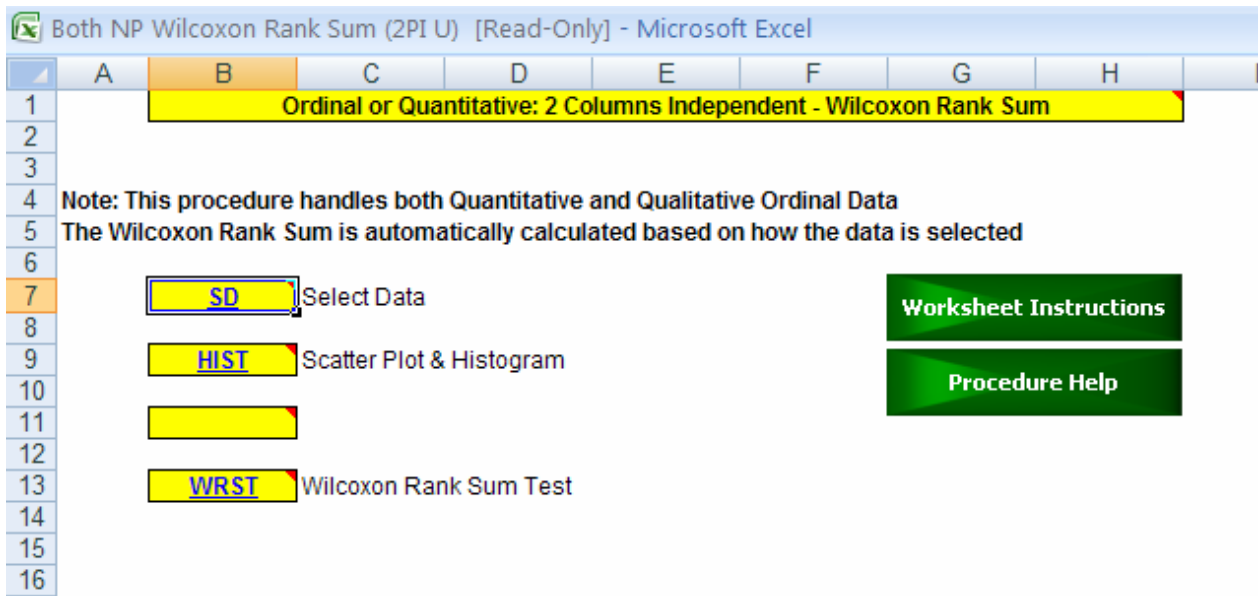 Both NP Wilcoxon Rank Sum (2PI U) [Read-Only] - Microsoft Excel
A B C D E F G H
1 Ordinal or Quantitative: 2 Columns Independent - Wilcoxon Rank Sum
2
3
4 Note: This procedure handles both Quantitative and Qualitative Ordinal Data
5 The Wilcoxon Rank Sum is automatically calculated based on how the data is selected
6
7 SD Select Data
Worksheet Instructions
8
9 HIST Scatter Plot & Histogram
Procedure Help
10
11
12
13 WRST Wilcoxon Rank Sum Test
14
15
16